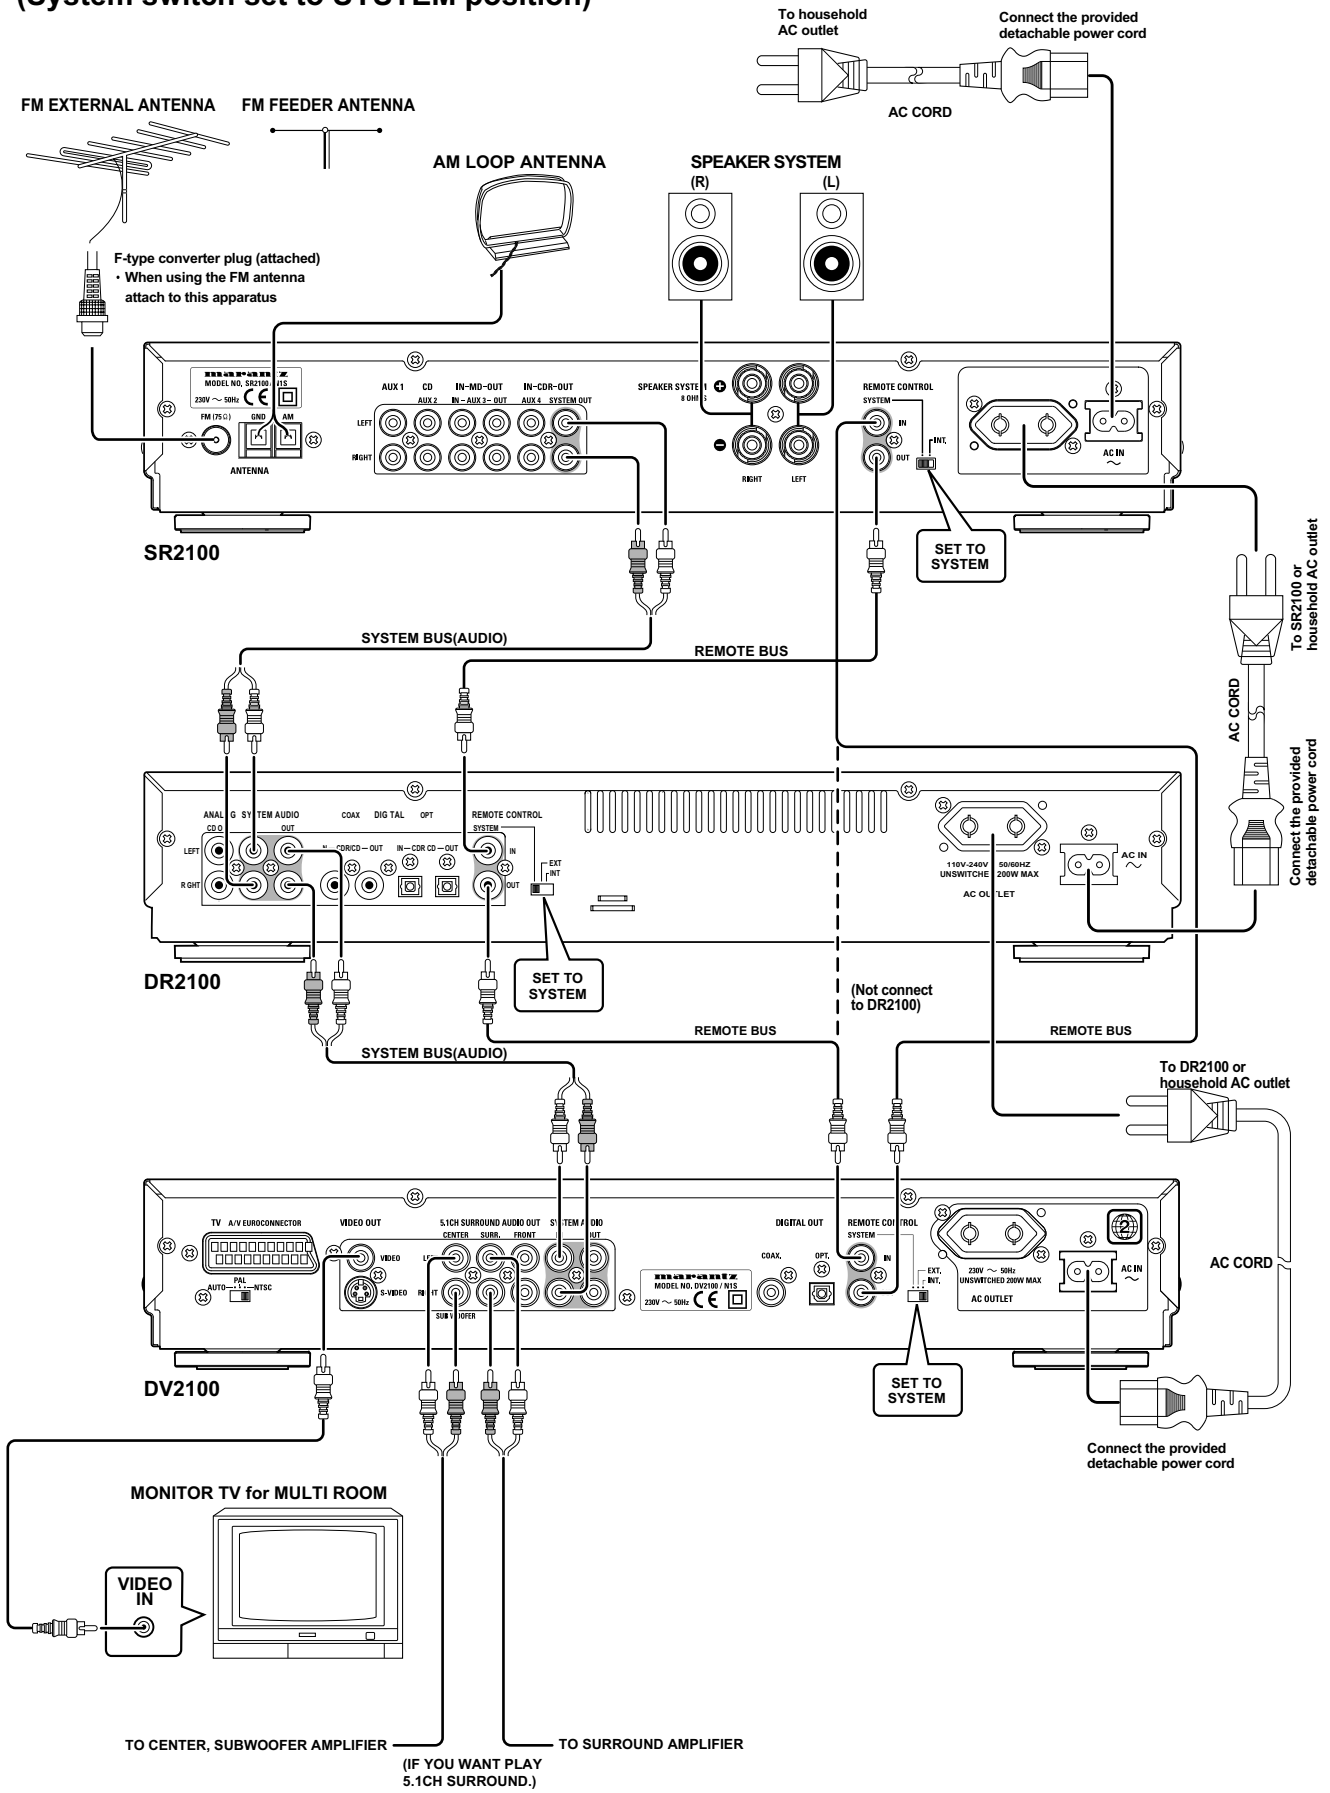 (System switch set to SYSTEM position)
To household
AC outlet
Connect the provided
detachable power cord
AC CORD
FM EXTERNAL ANTENNA
FM FEEDER ANTENNA
AM LOOP ANTENNA
SPEAKER SYSTEM
(R)
(L)
F-type converter plug (attached)
• When using the FM antenna
attach to this apparatus
marantz
MODEL NO, SR2100 / N1S
230V ~ 50Hz CE
FM (75Ω)
GND
AM
ANTENNA
AUX 1
CD
IN–MD–OUT
IN–CDR–OUT
AUX 2
IN – AUX 3 – OUT
AUX 4
SYSTEM OUT
LEFT
RIGHT
SPEAKER SYSTEM
8 OHMS
+
–
RIGHT
LEFT
REMOTE CONTROL
SYSTEM
IN
OUT
INT.
AC IN
~
SET TO
SYSTEM
SR2100
To SR2100 or
household AC outlet
SYSTEM BUS(AUDIO)
REMOTE BUS
AC CORD
Connect the provided
detachable power cord
SYSTEM AUDIO
COAX
OPT
REMOTE CONTROL
OUT
SYSTEM
LEFT
CDR/CD — OUT
IN — CDR CD — OUT
IN
OUT
EXT
INT
110V-240V 50/60HZ
UNSWITCHED 200W MAX
AC OUTLET
AC IN
~
SET TO
SYSTEM
DR2100
(Not connect
to DR2100)
REMOTE BUS
REMOTE BUS
SYSTEM BUS(AUDIO)
To DR2100 or
household AC outlet
TV A/V EUROCONNECTOR
VIDEO OUT
5.1CH SURROUND AUDIO OUT
SYSTEM AUDIO
CENTER
SURR.
FRONT
OUT
VIDEO
S-VIDEO
RIGHT
SUB WOOFER
AUTO
PAL
NTSC
marantz
MODEL NO. DV2100 / N1S
230V ~ 50Hz CE
DIGITAL OUT
COAX.
OPT.
REMOTE CONTROL
SYSTEM
IN
EXT.
INT.
230V ~ 50Hz
UNSWITCHED 200W MAX
AC OUTLET
2
AC IN
~
AC CORD
SET TO
SYSTEM
DV2100
Connect the provided
detachable power cord
MONITOR TV for MULTI ROOM
VIDEO
IN
TO CENTER, SUBWOOFER AMPLIFIER
TO SURROUND AMPLIFIER
(IF YOU WANT PLAY
5.1CH SURROUND.)